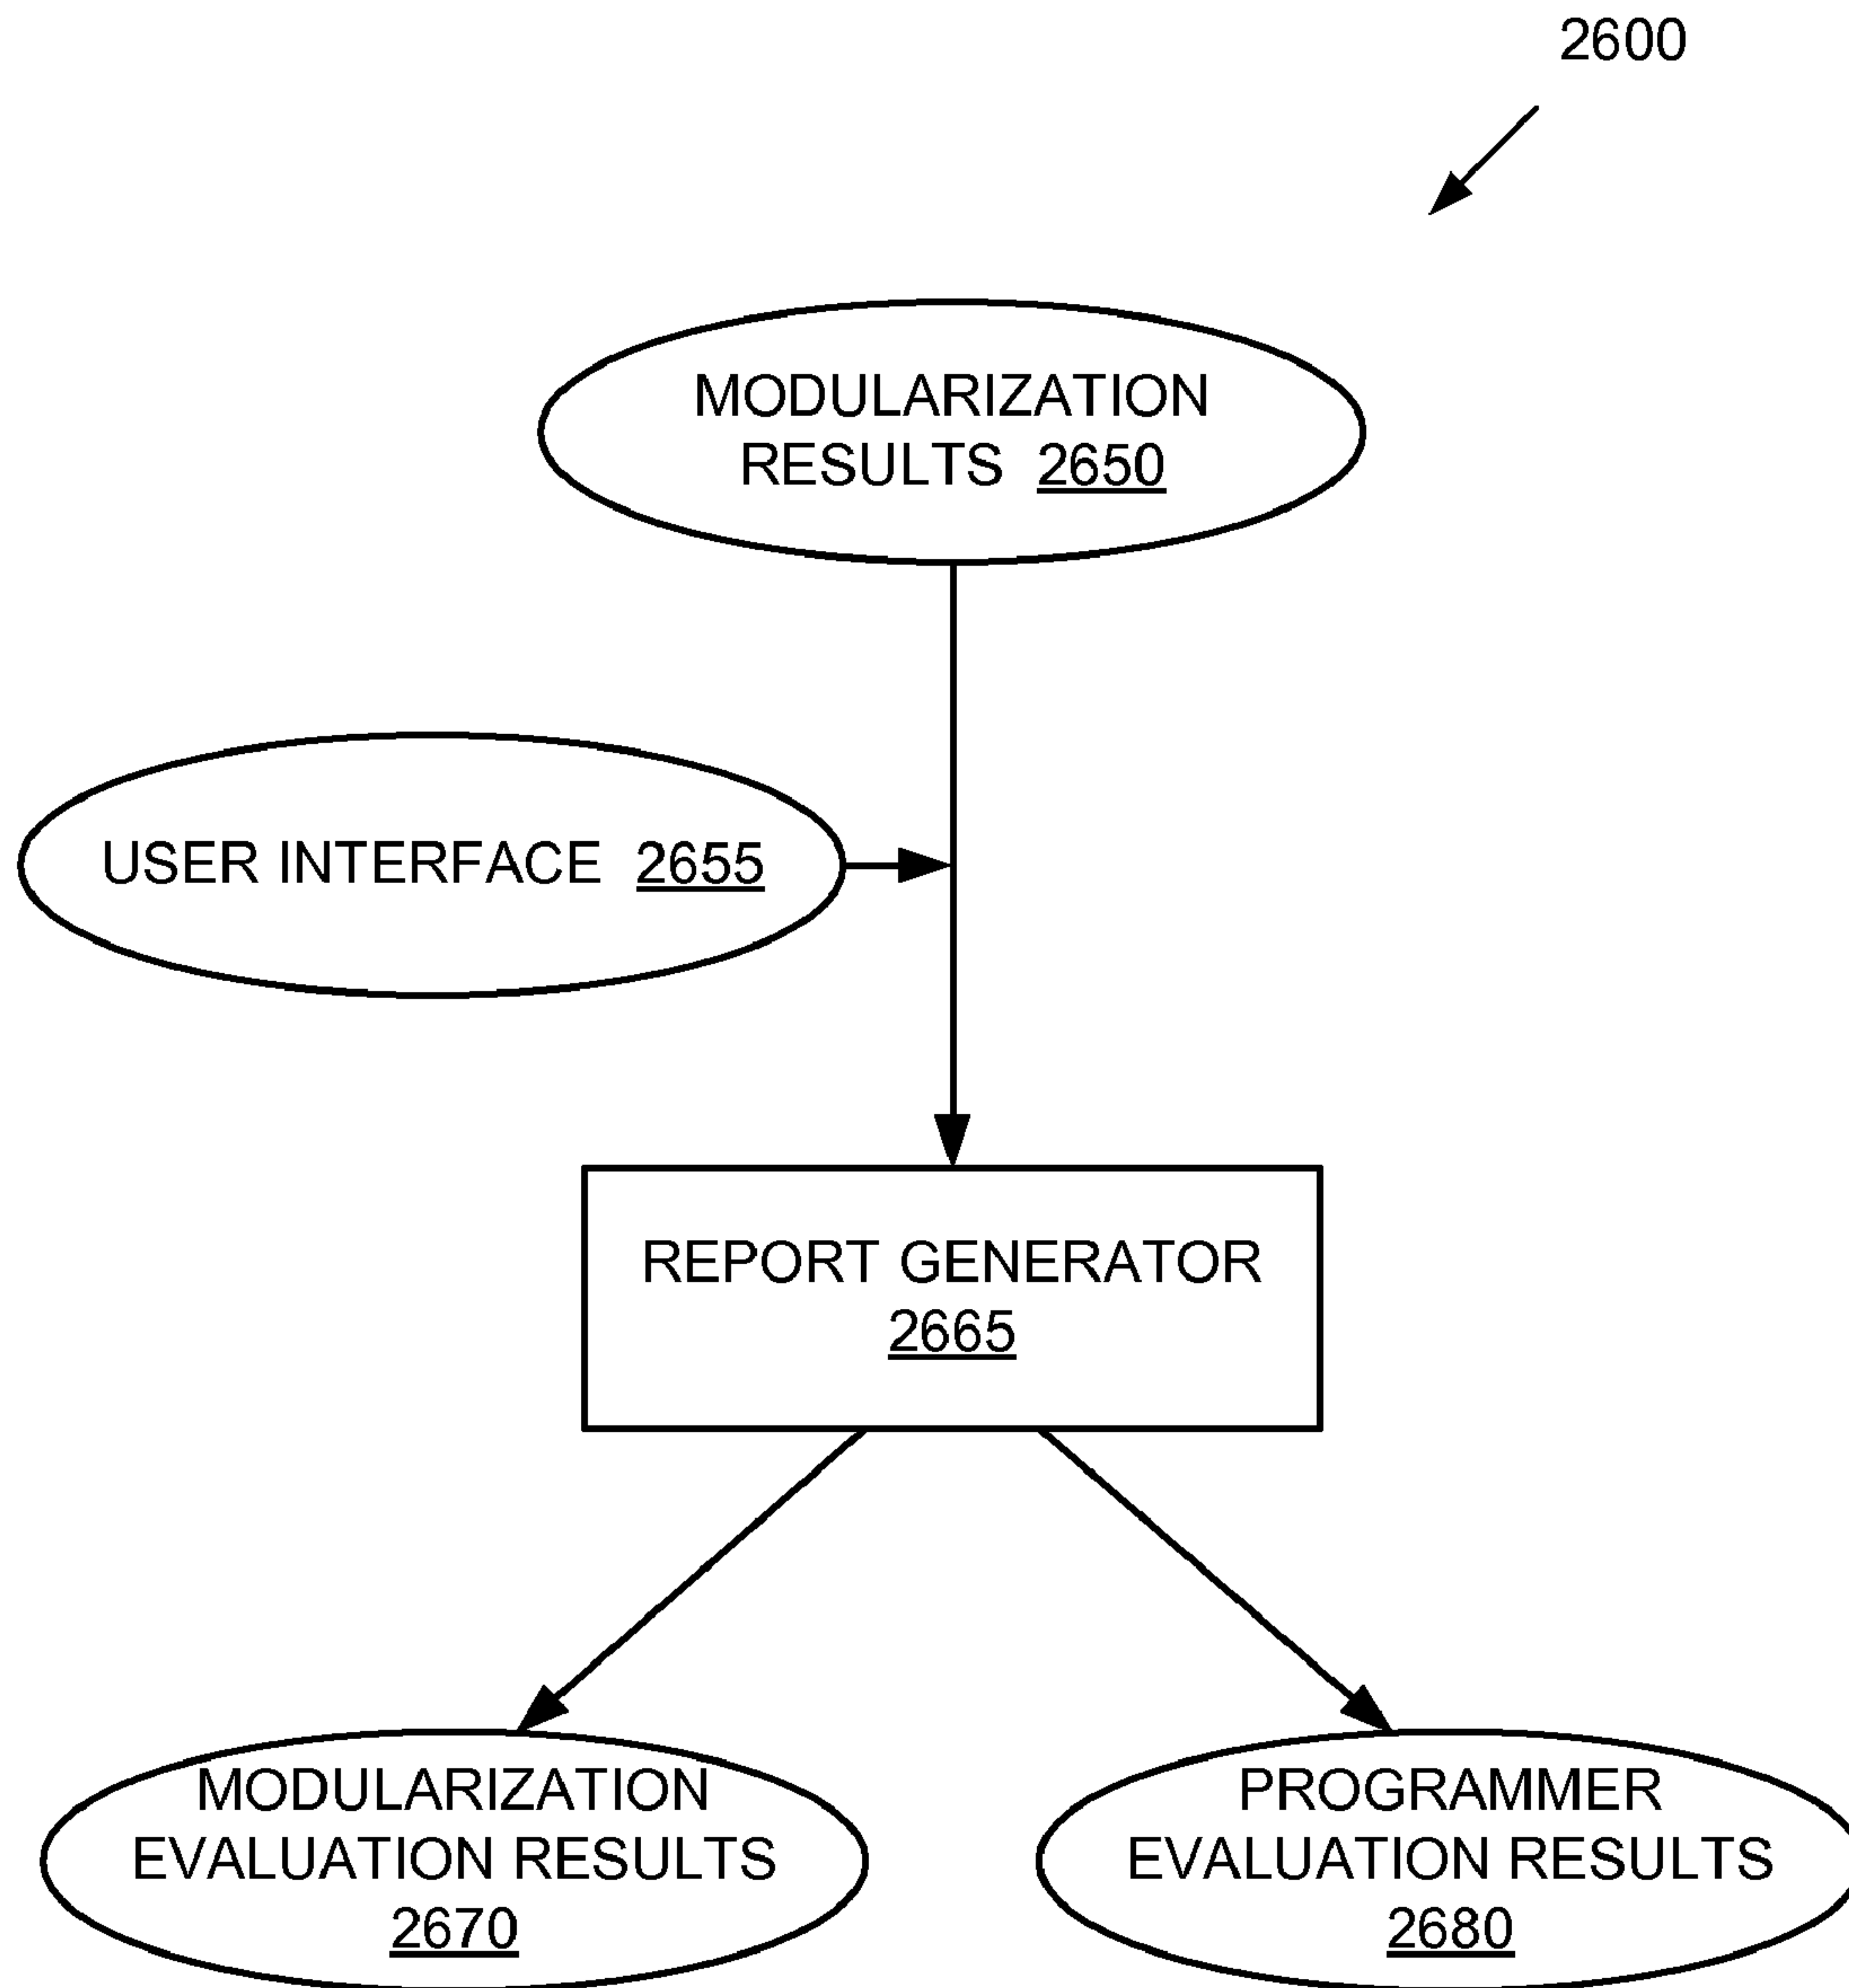 2600
MODULARIZATION
RESULTS 2650
USER INTERFACE 2655
REPORT GENERATOR
2665
MODULARIZATION
EVALUATION RESULTS
2670
PROGRAMMER
EVALUATION RESULTS
2680